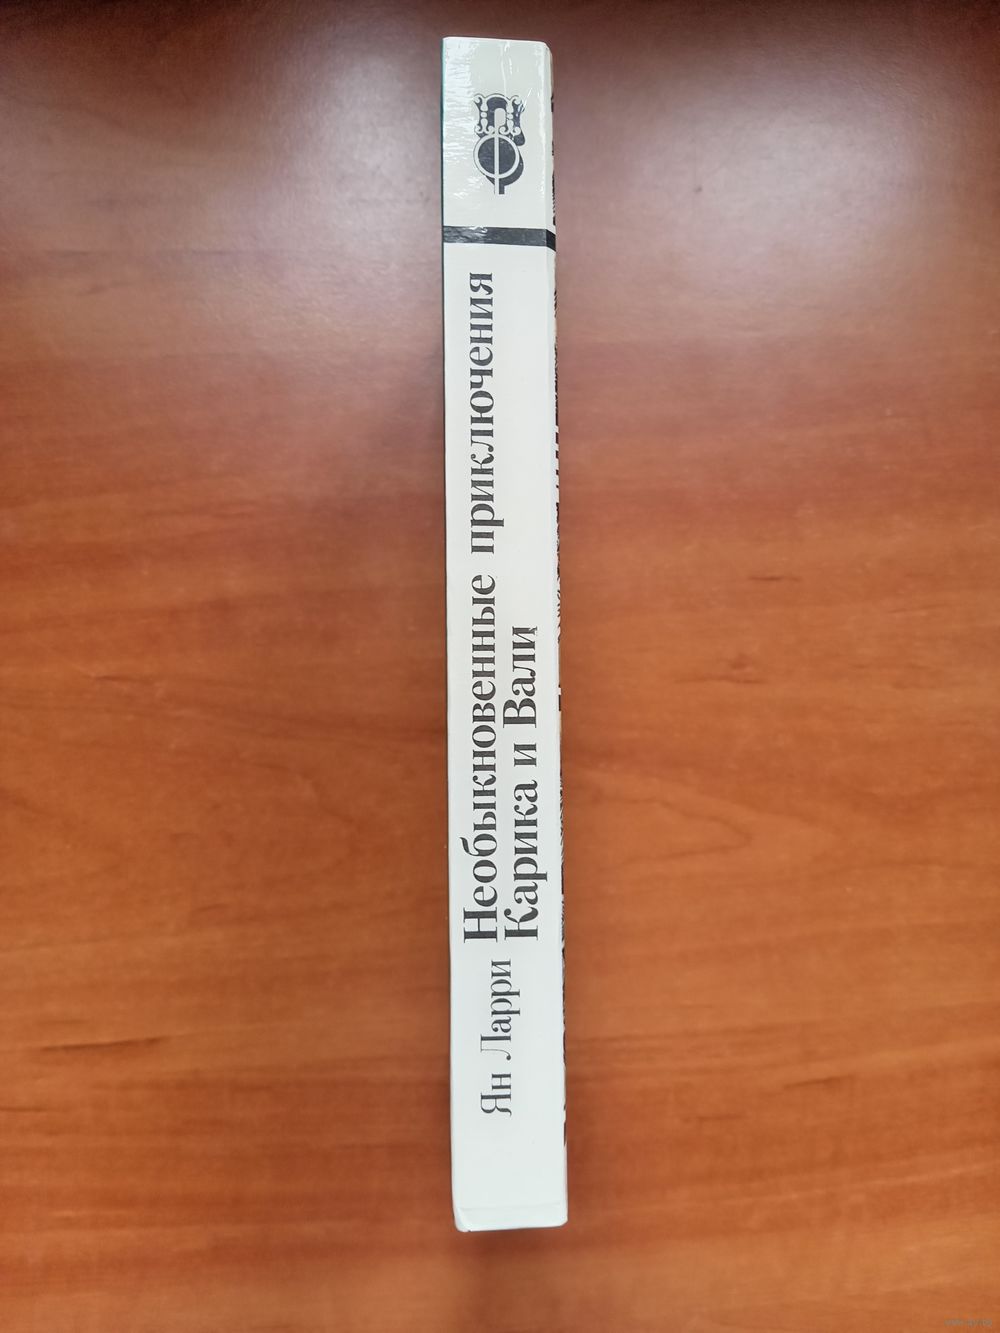 Ян Ларри
Необыкновенные приключения
Карика и Вали